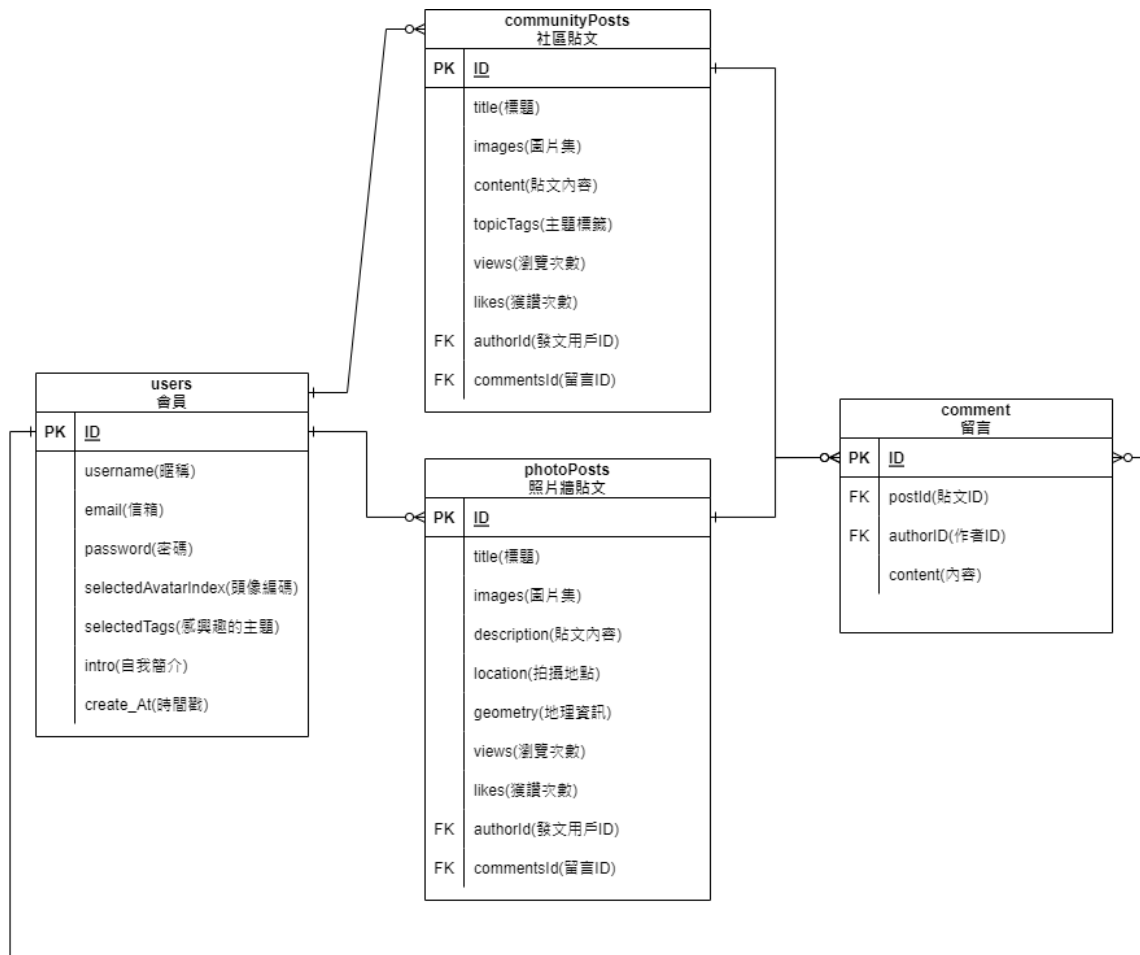 communityPosts
社區貼文
PK ID
title(標題)
images(圖片集)
content(貼文內容)
topicTags(主題標籤)
views(瀏覽次數)
likes(獲讚次數)
FK authorId(發文用戶ID)
FK commentsId(留言ID)
users
會員
PK ID
username(暱稱)
email(信箱)
password(密碼)
selectedAvatarIndex(頭像編碼)
selectedTags(感興趣的主題)
intro(自我簡介)
create_At(時間戳)
photoPosts
照片牆貼文
PK ID
title(標題)
images(圖片集)
description(貼文內容)
location(拍攝地點)
geometry(地理資訊)
views(瀏覽次數)
likes(獲讚次數)
FK authorId(發文用戶ID)
FK commentsId(留言ID)
comment
留言
PK ID
FK postId(貼文ID)
FK authorID(作者ID)
content(內容)